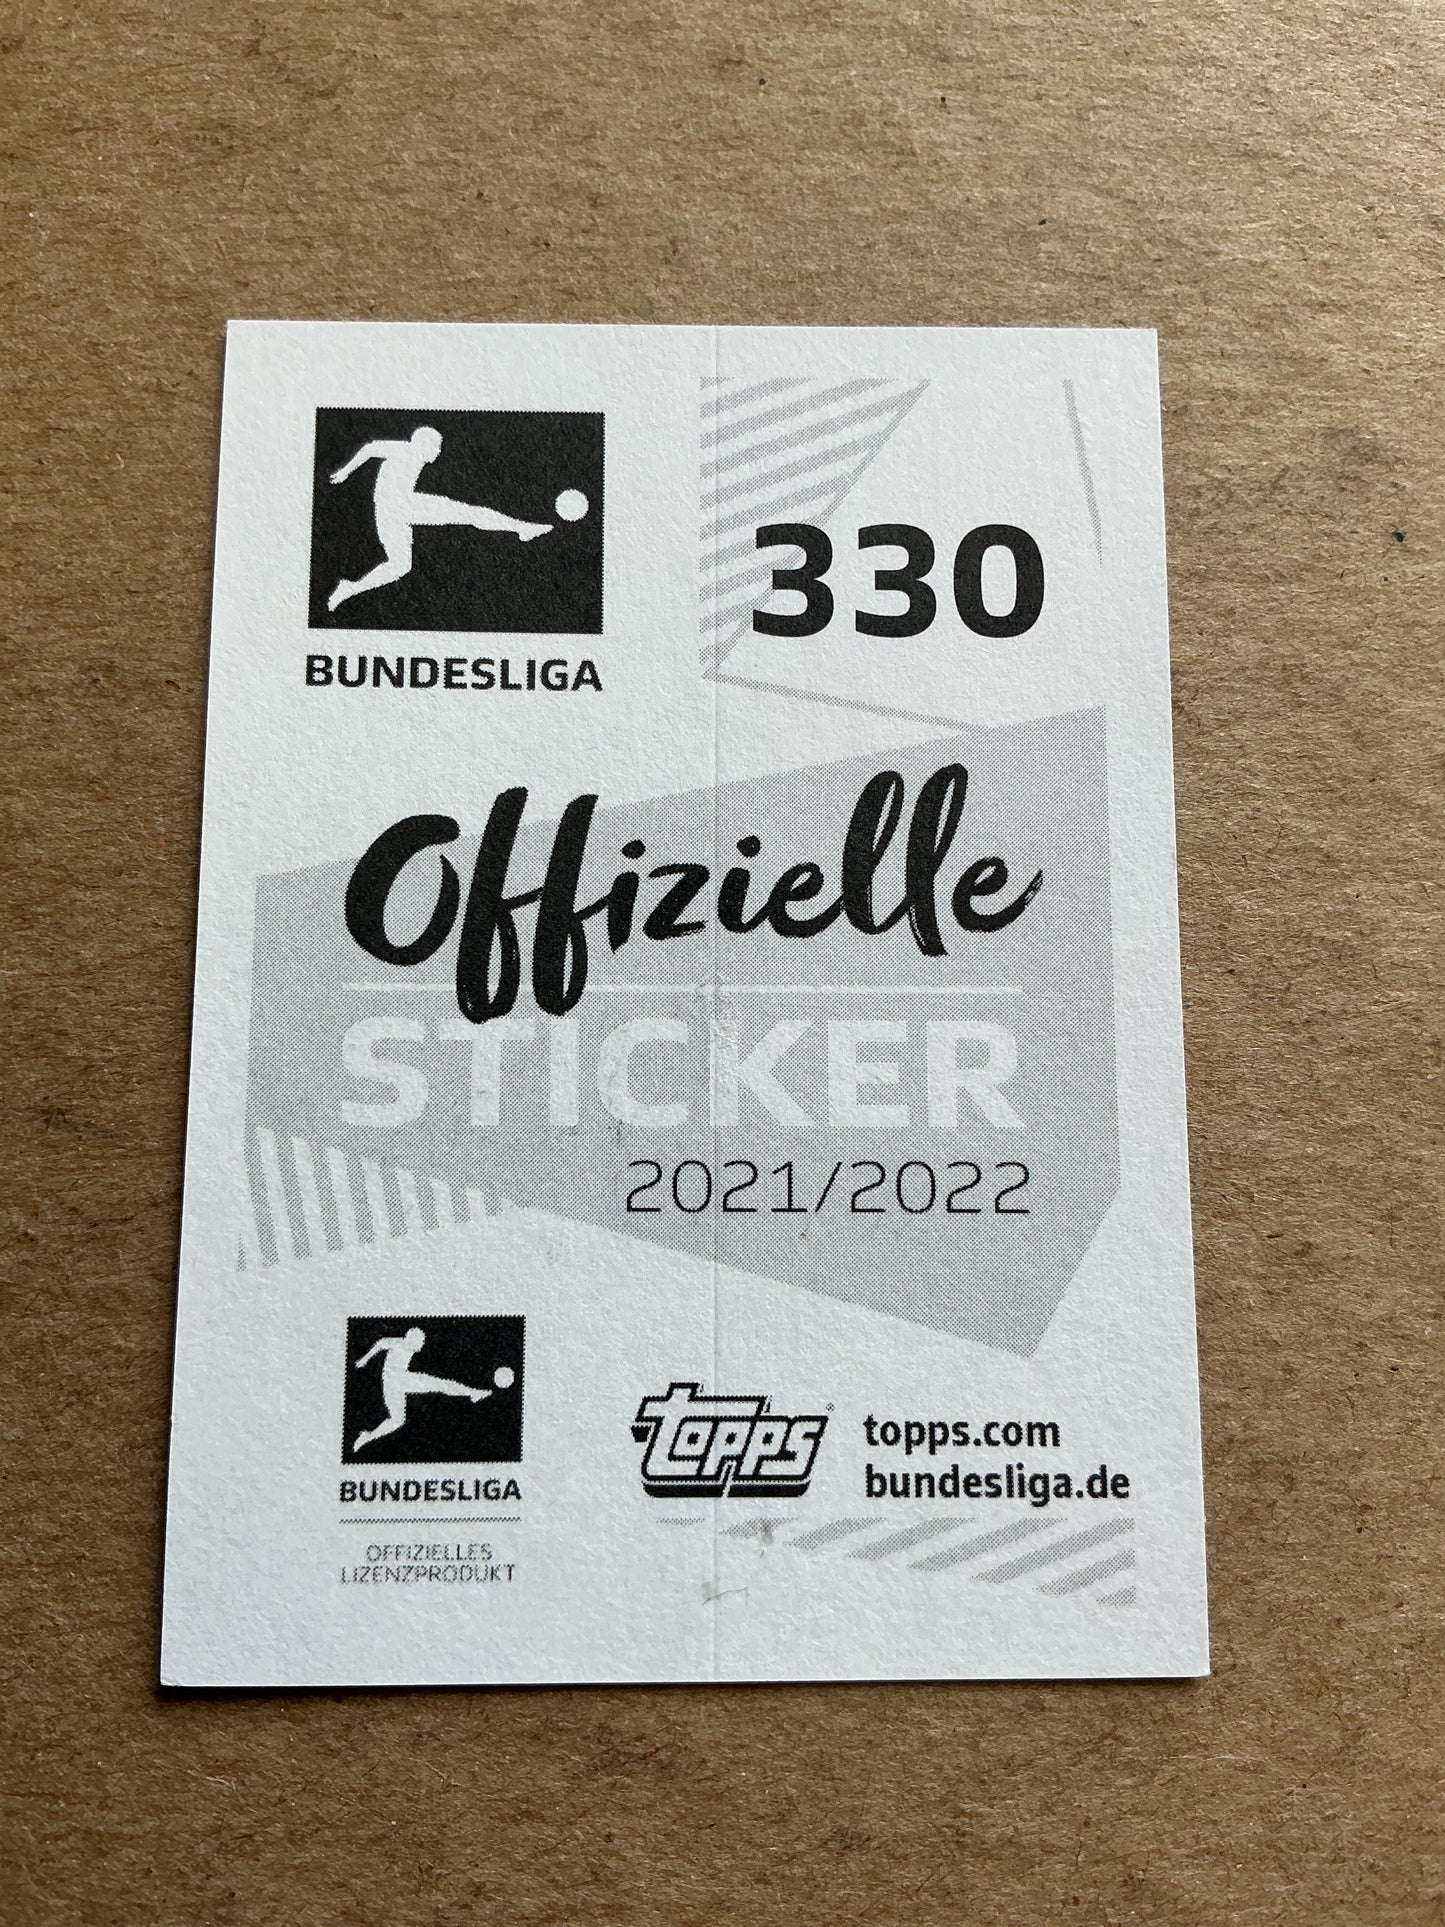 BUNDESLIGA
330
Offizielle
STICKER
2021/2022
BUNDESLIGA
OFFIZIELLES
LIZENZPRODUKT
topps
topps.com
bundesliga.de